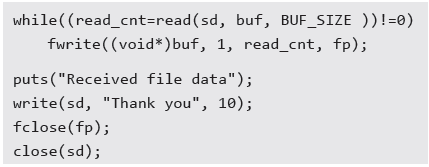 while((read_cnt=read(sd, buf, BUF_SIZE ))!=0)
    fwrite((void*)buf, 1, read_cnt, fp);
puts("Received file data");
write(sd, "Thank you", 10);
fclose(fp);
close(sd);